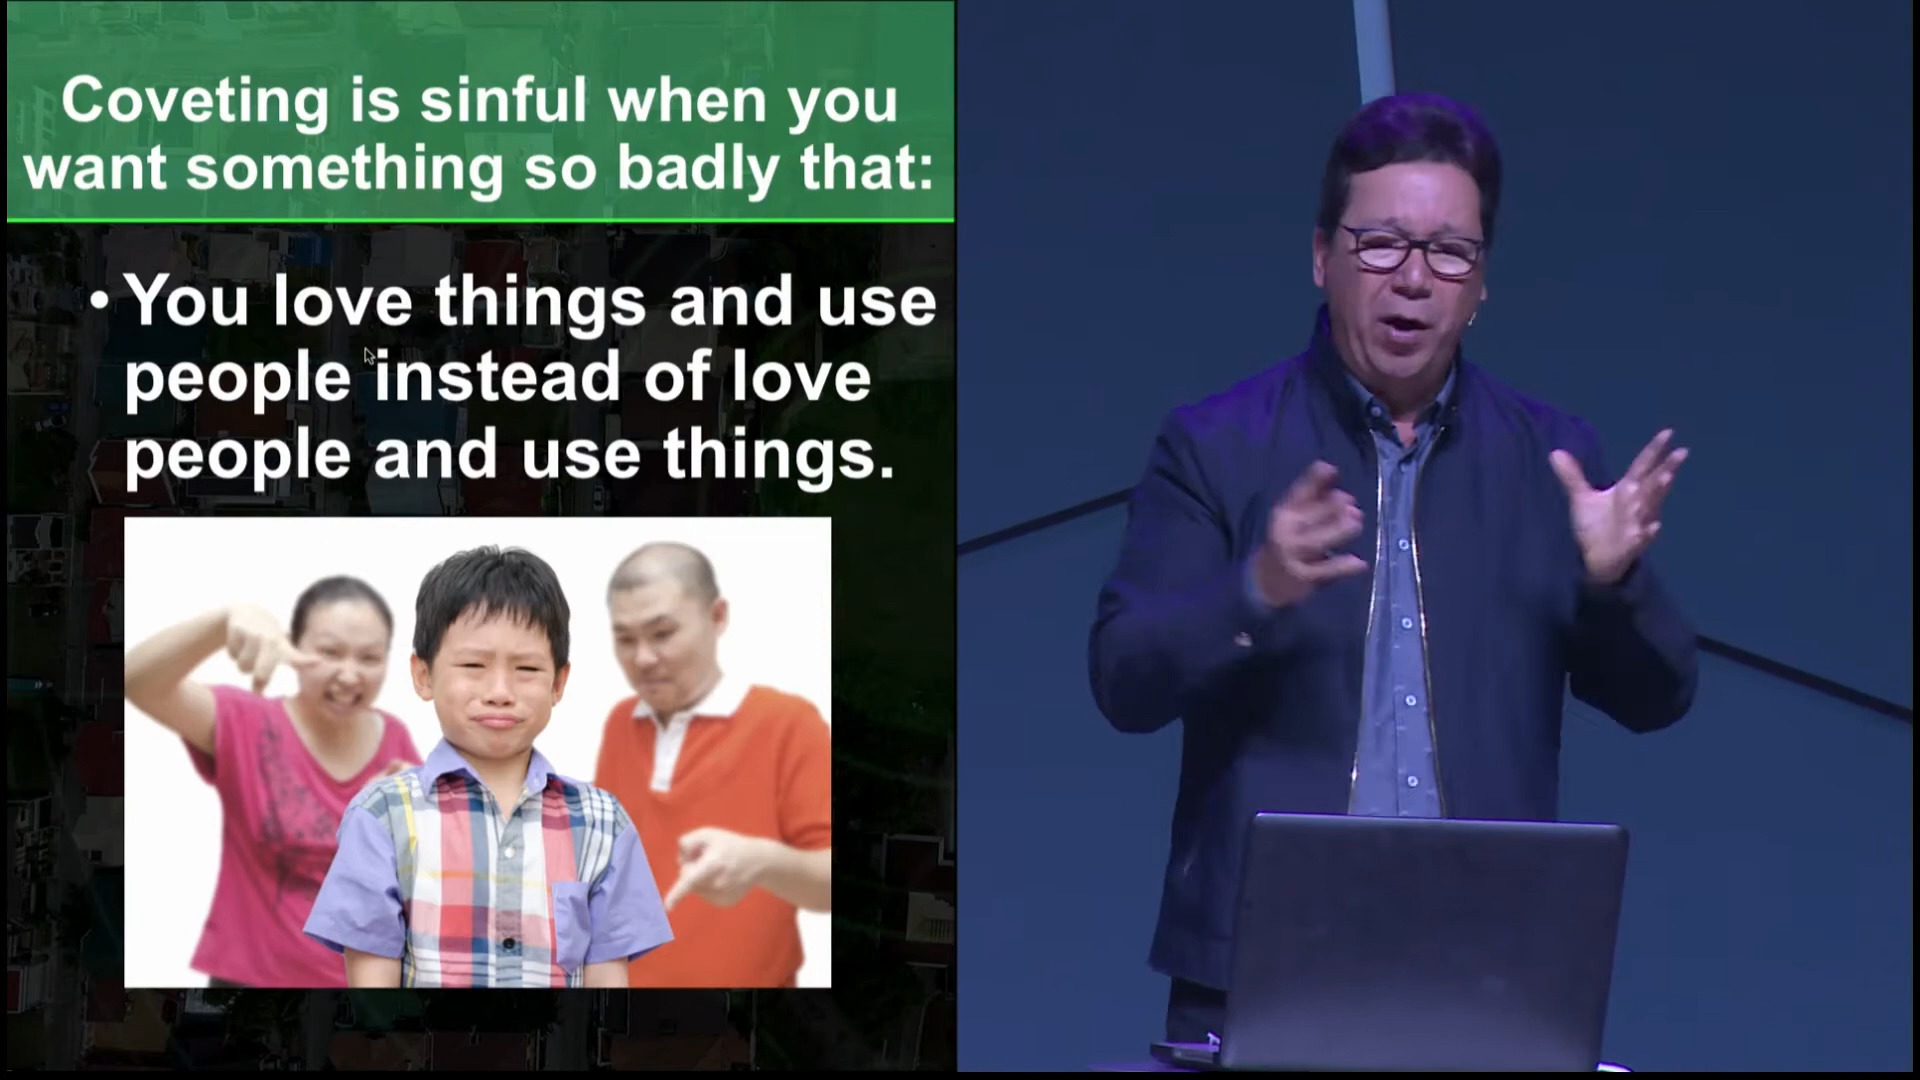 Coveting is sinful when you
want something so badly that:
• You love things and use
people instead of love
people and use things.